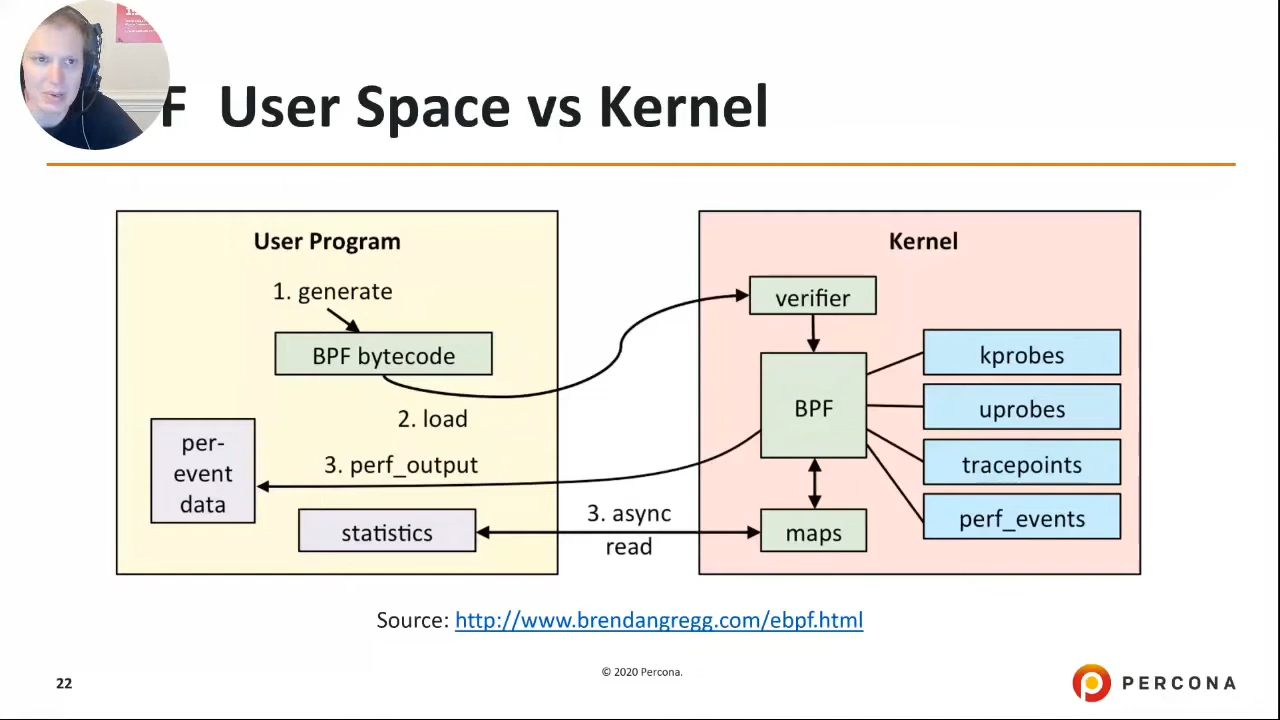 F User Space vs Kernel
User Program
1. generate
BPF bytecode
2. load
per-
event
data
3. perf_output
statistics
3. async
read
Kernel
verifier
BPF
maps
kprobes
uprobes
tracepoints
perf_events
Source: http://www.brendangregg.com/ebpf.html
22
© 2020 Percona.
PERCONA